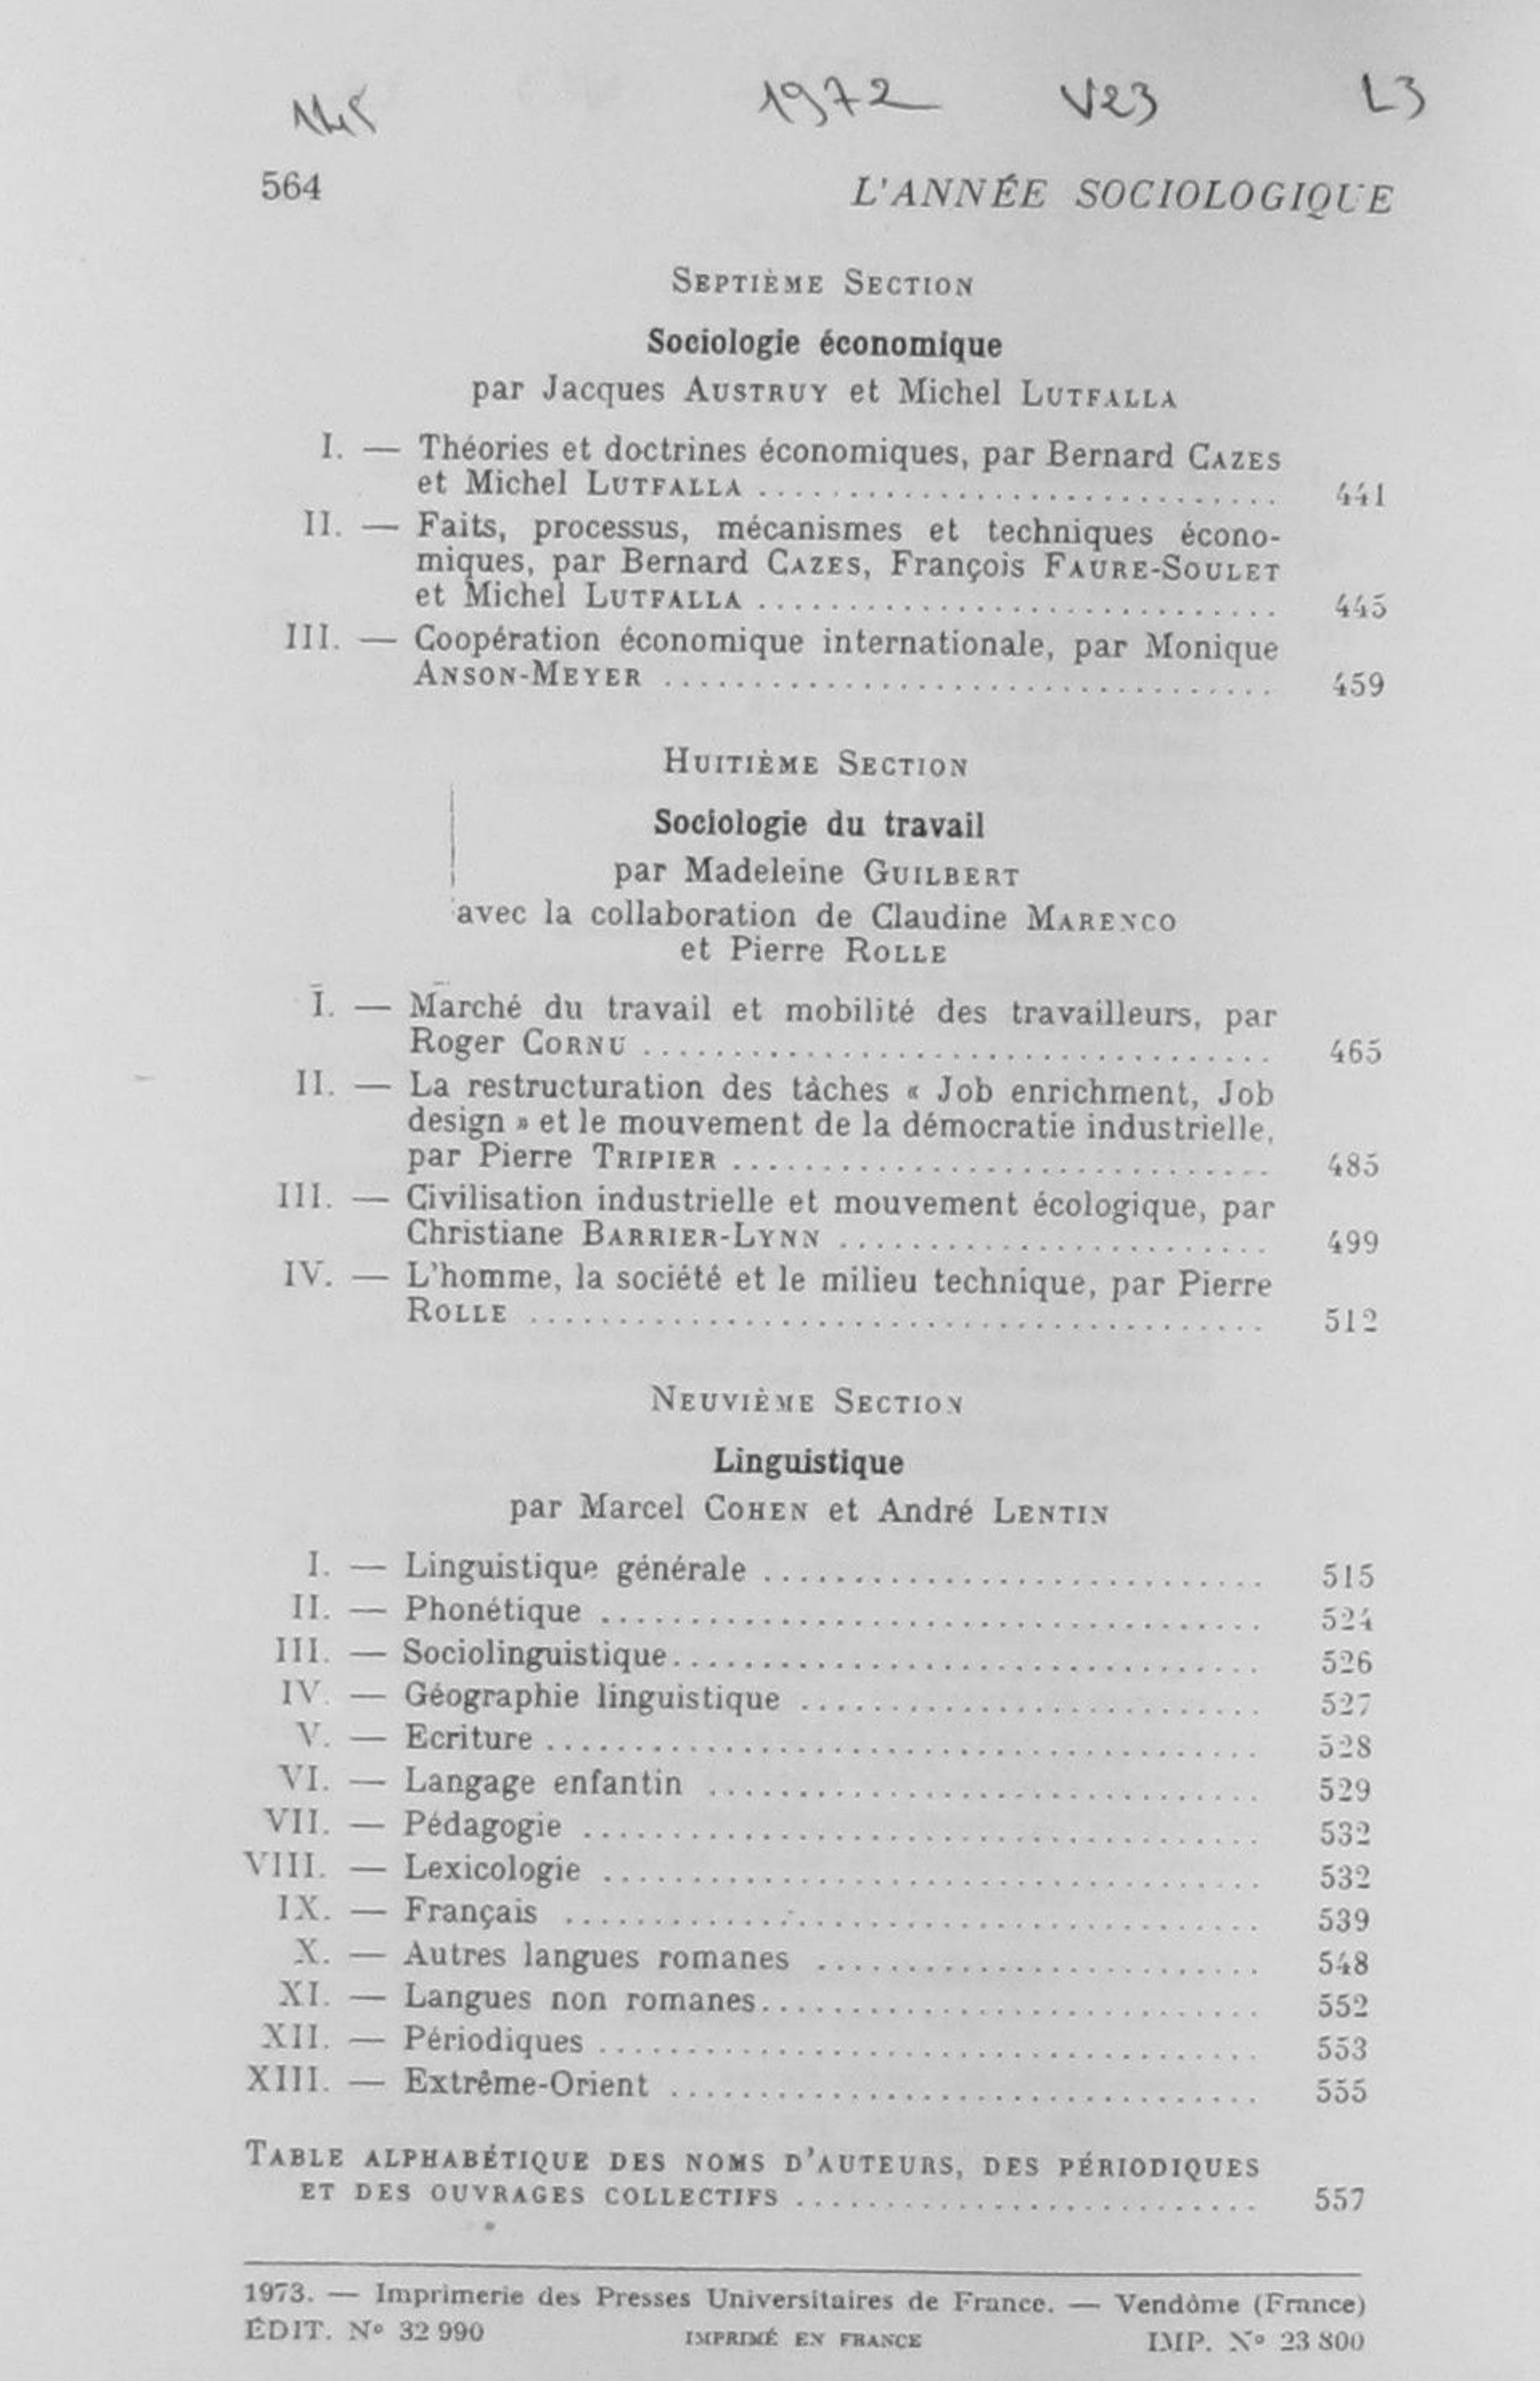 1972 V23 L3
564 L'ANNÉE SOCIOLOGIQUE
SEPTIÈME SECTION
Sociologie économique
par Jacques AUSTRUY et Michel LUTFALLA
I. — Théories et doctrines économiques, par Bernard CAZES
et Michel LUTFALLA .............................. 441
II. — Faits, processus, mécanismes et techniques écono-
miques, par Bernard CAZES, François FAURE-SOULET
et Michel LUTFALLA .............................. 445
III. — Coopération économique internationale, par Monique
ANSON-MEYER .................................. 459
HUITIÈME SECTION
Sociologie du travail
par Madeleine GUILBERT
avec la collaboration de Claudine MARENCO
et Pierre ROLLE
I. — Marché du travail et mobilité des travailleurs, par
Roger CORNU .................................... 465
II. — La restructuration des tâches « Job enrichment, Job
design » et le mouvement de la démocratie industrielle,
par Pierre TRIPIER .............................. 485
III. — Civilisation industrielle et mouvement écologique, par
Christiane BARRIER-LYNN ........................ 499
IV. — L'homme, la société et le milieu technique, par Pierre
ROLLE .......................................... 512
NEUVIÈME SECTION
Linguistique
par Marcel COHEN et André LENTIN
I. — Linguistique générale ............................ 515
II. — Phonétique ...................................... 524
III. — Sociolinguistique................................. 526
IV. — Géographie linguistique .......................... 527
V. — Ecriture ......................................... 528
VI. — Langage enfantin ................................ 529
VII. — Pédagogie ....................................... 532
VIII. — Lexicologie ...................................... 532
IX. — Français ........................................ 539
X. — Autres langues romanes .......................... 548
XI. — Langues non romanes............................. 552
XII. — Périodiques ...................................... 553
XIII. — Extrême-Orient .................................. 555
TABLE ALPHABÉTIQUE DES NOMS D'AUTEURS, DES PÉRIODIQUES
ET DES OUVRAGES COLLECTIFS .......................... 557
1973. — Imprimerie des Presses Universitaires de France. — Vendôme (France)
ÉDIT. N° 32 990 IMPRIMÉ EN FRANCE IMP. N° 23 800